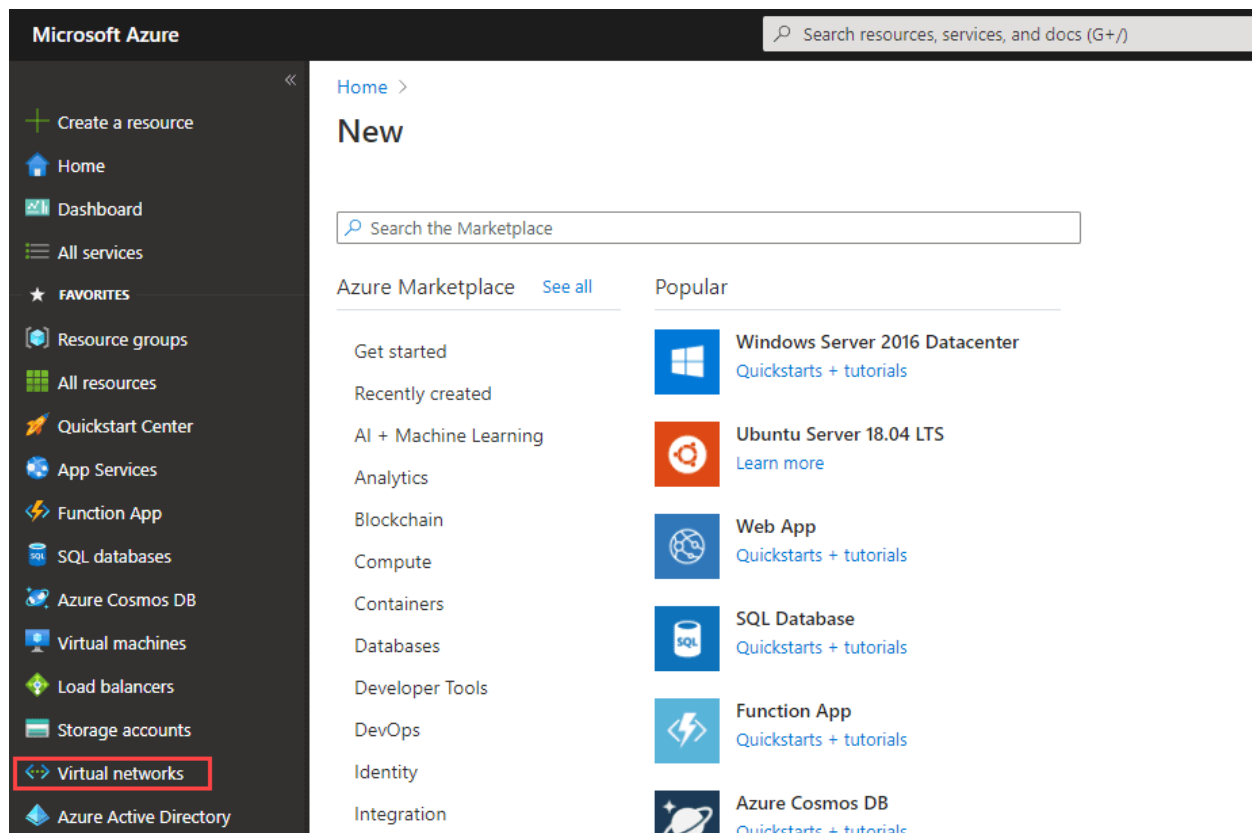 Microsoft Azure
Search resources, services, and docs (G+/)
«
Create a resource
Home
Dashboard
All services
FAVORITES
Resource groups
All resources
Quickstart Center
App Services
Function App
SQL
SQL databases
Azure Cosmos DB
Virtual machines
Load balancers
Storage accounts
Virtual networks
Azure Active Directory
Home >
New
Search the Marketplace
Azure Marketplace See all
Get started
Recently created
AI + Machine Learning
Analytics
Blockchain
Compute
Containers
Databases
Developer Tools
DevOps
Identity
Integration
Popular
Windows Server 2016 Datacenter
Quickstarts + tutorials
Ubuntu Server 18.04 LTS
Learn more
Web App
Quickstarts + tutorials
SQL
SQL Database
Quickstarts + tutorials
Function App
Quickstarts + tutorials
Azure Cosmos DB
Quickstarts + tutorials